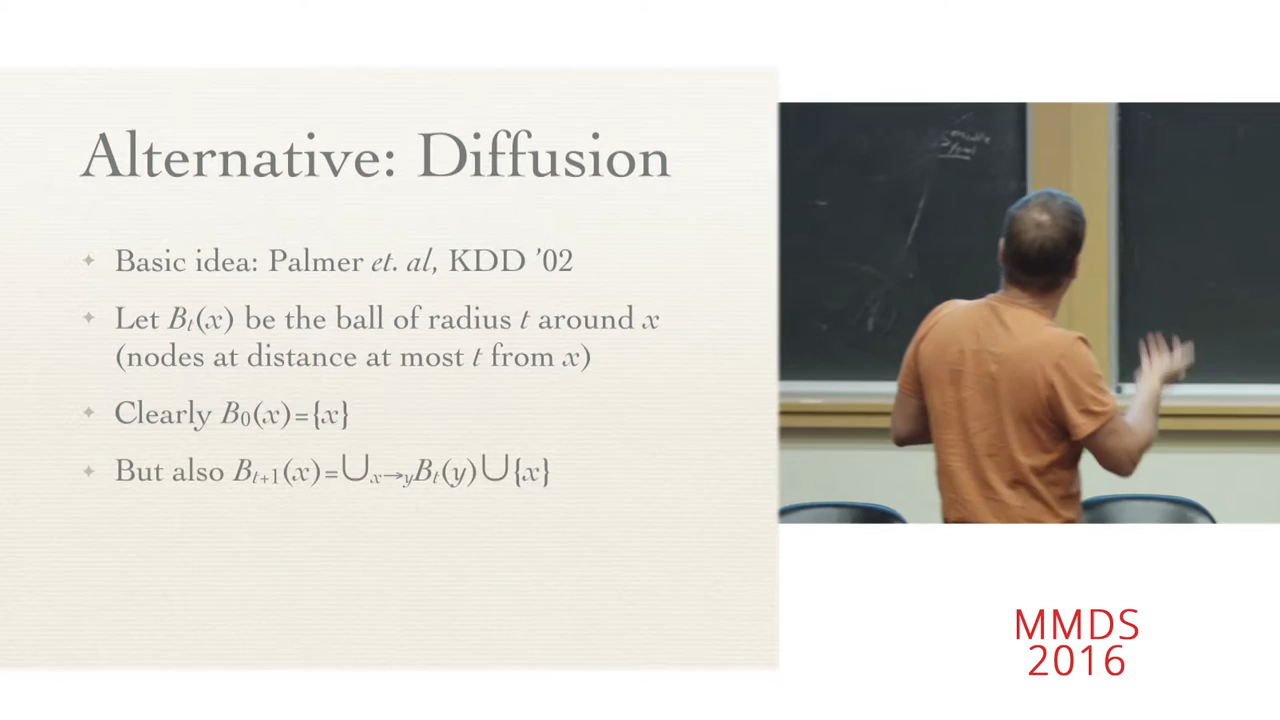 Alternative: Diffusion
Basic idea: Palmer et. al, KDD ’02
Let Bt(x) be the ball of radius t around x
(nodes at distance at most t from x)
Clearly B0(x)={x}
But also Bt+1(x)=∪x→yBt(y)∪{x}
MMDS
2016